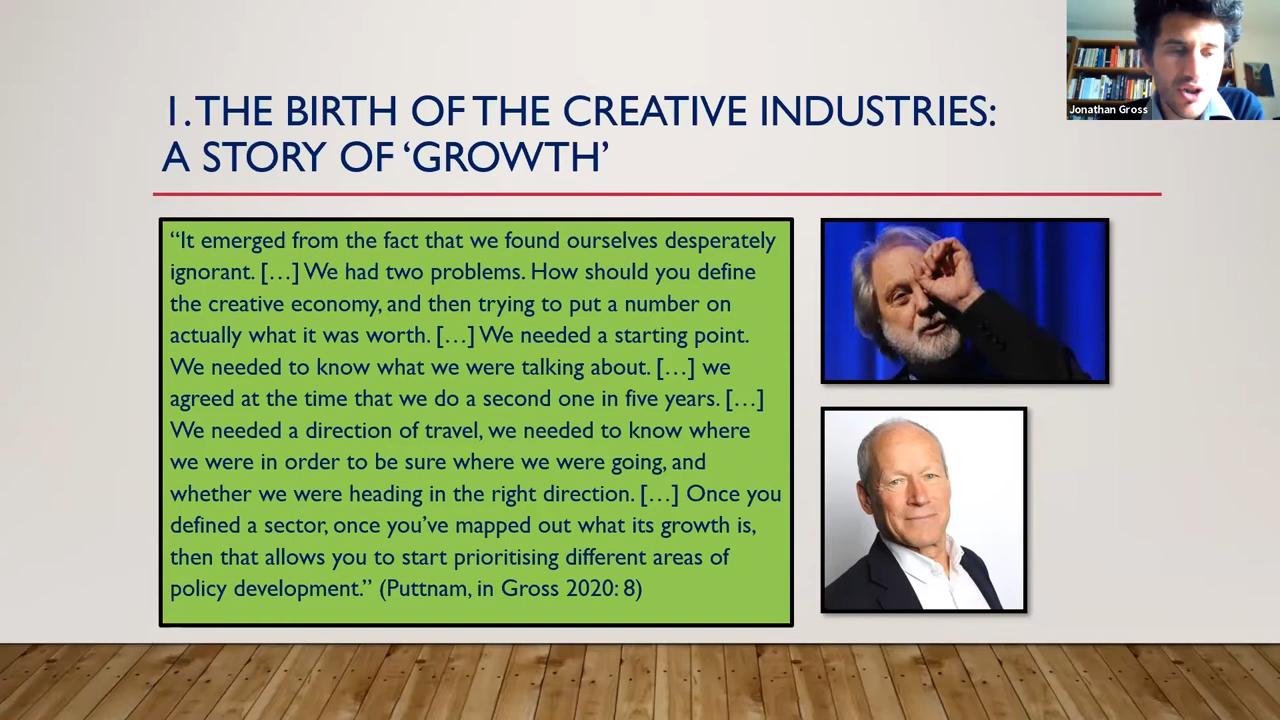 1. THE BIRTH OF THE CREATIVE INDUSTRIES:
A STORY OF ‘GROWTH’
Jonathan Gross
“It emerged from the fact that we found ourselves desperately
ignorant. […] We had two problems. How should you define
the creative economy, and then trying to put a number on
actually what it was worth. […] We needed a starting point.
We needed to know what we were talking about. […] we
agreed at the time that we do a second one in five years. […]
We needed a direction of travel, we needed to know where
we were in order to be sure where we were going, and
whether we were heading in the right direction. […] Once you
defined a sector, once you’ve mapped out what its growth is,
then that allows you to start prioritising different areas of
policy development.” (Puttnam, in Gross 2020: 8)